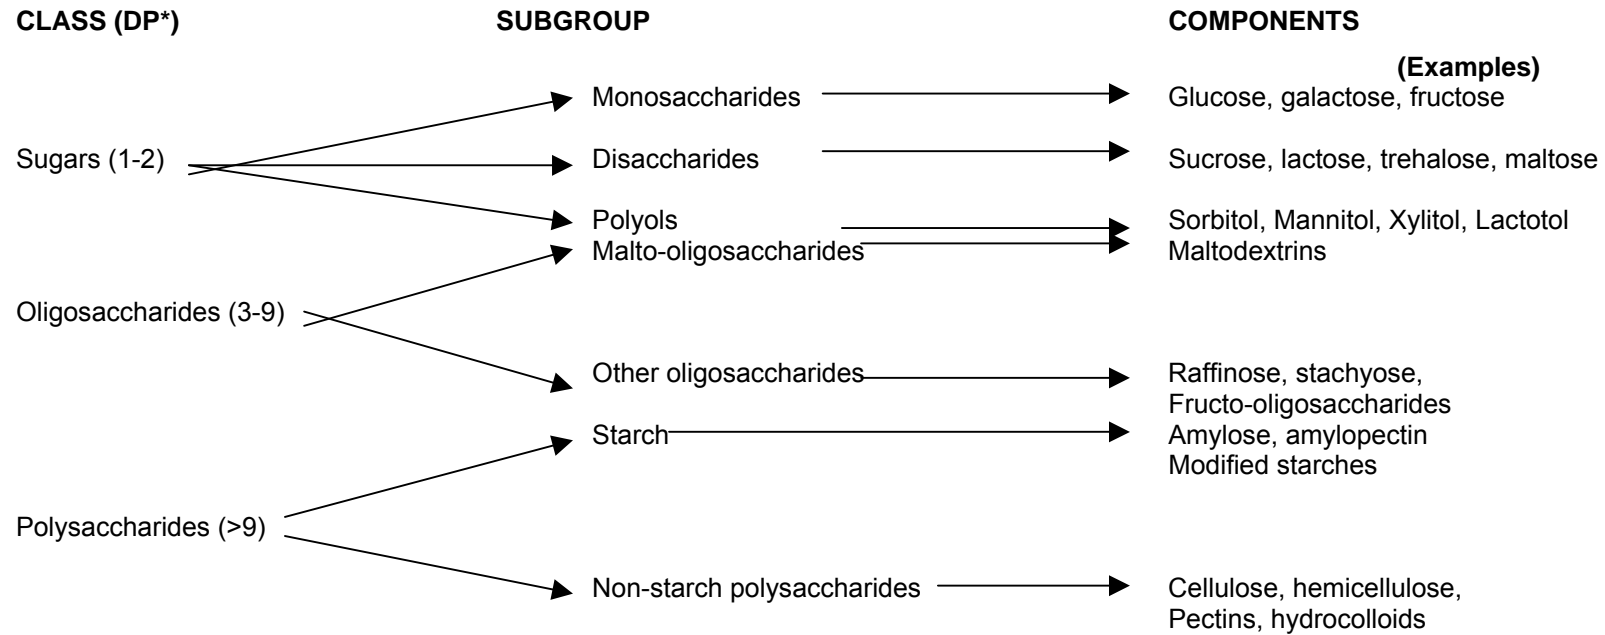 CLASS (DP*) SUBGROUP COMPONENTS
(Examples)
Monosaccharides Glucose, galactose, fructose
Sugars (1-2) Disaccharides Sucrose, lactose, trehalose, maltose
Polyols Sorbitol, Mannitol, Xylitol, Lactotol
Malto-oligosaccharides Maltodextrins
Oligosaccharides (3-9)
Other oligosaccharides Raffinose, stachyose,
Fructo-oligosaccharides
Starch Amylose, amylopectin
Modified starches
Polysaccharides (>9)
Non-starch polysaccharides Cellulose, hemicellulose,
Pectins, hydrocolloids